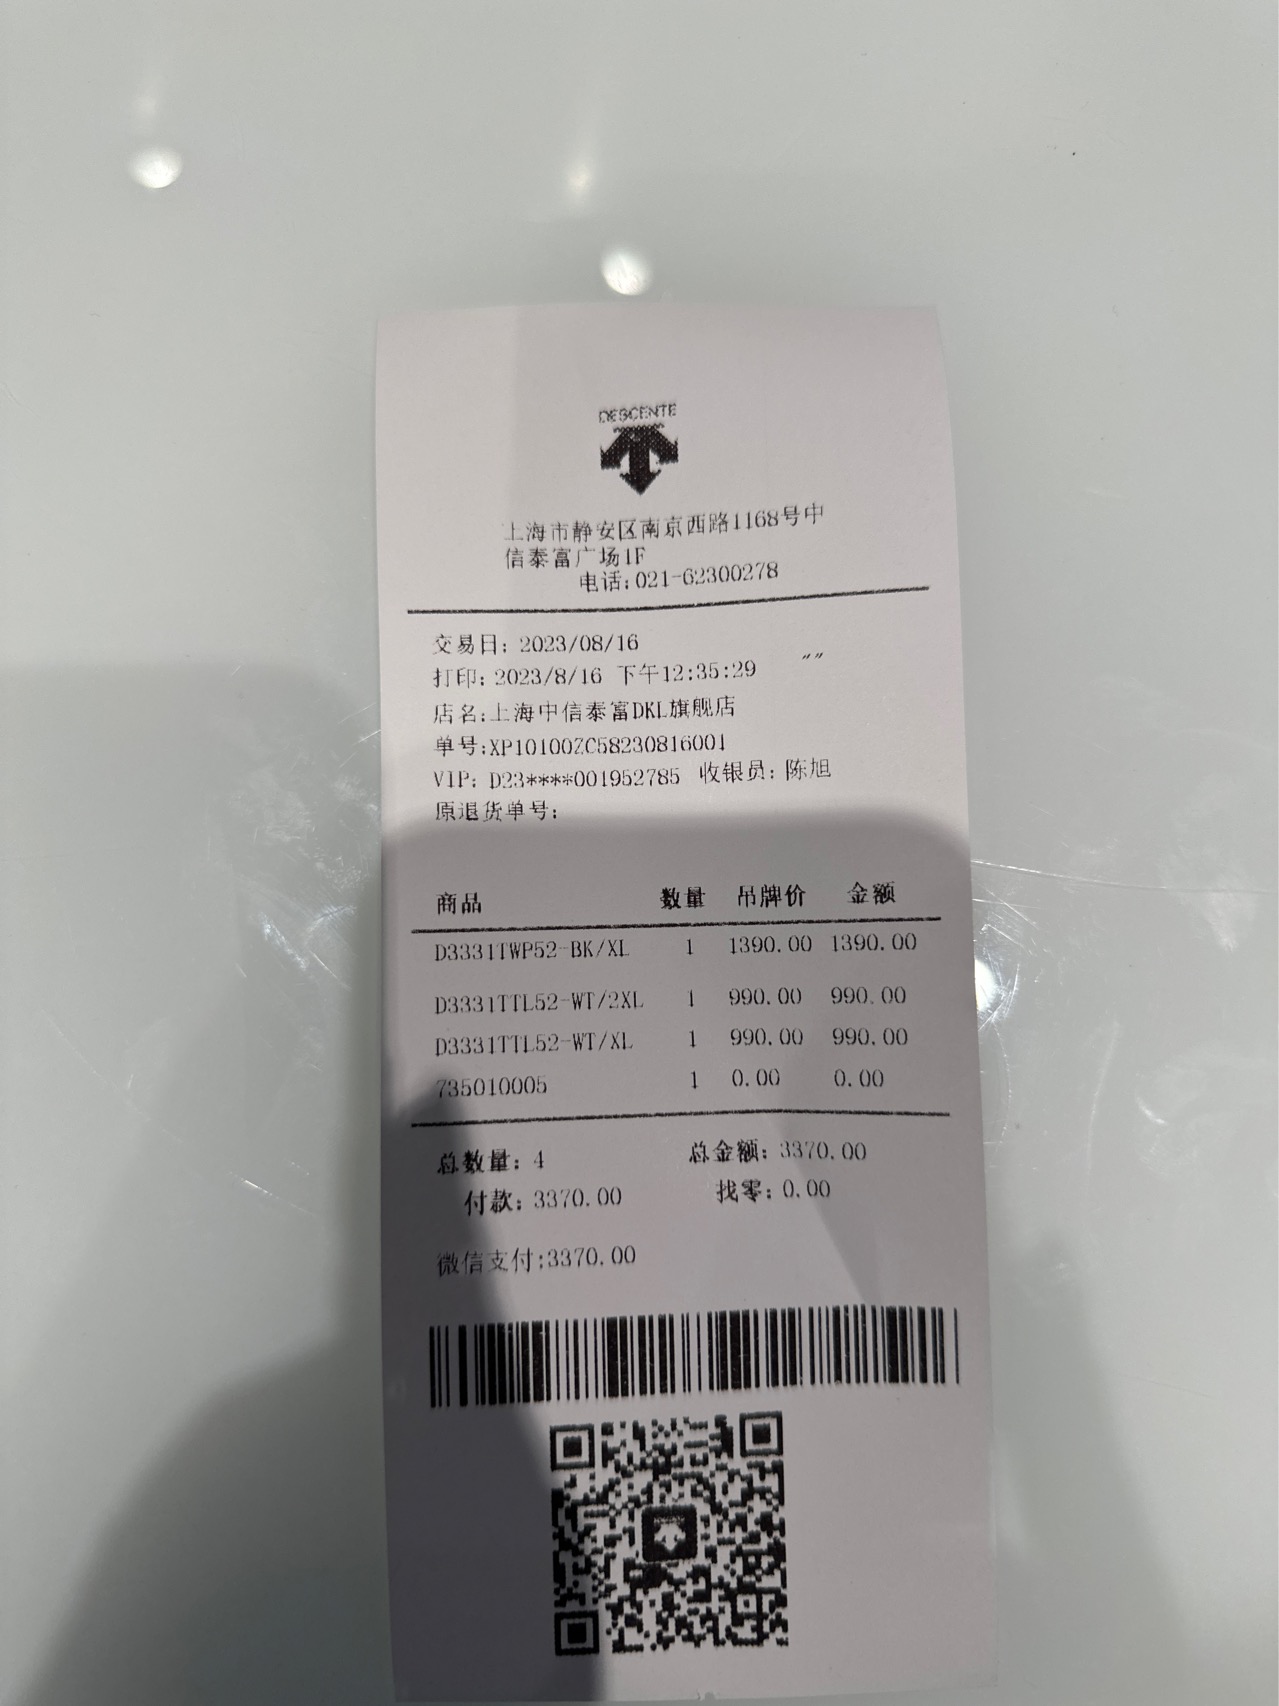 DESCENTE
上海市静安区南京西路1168号中
信泰富广场1F
电话:021-62300278
交易日: 2023/08/16
打印: 2023/8/16 下午12:35:29 ""
店名:上海中信泰富DKL旗舰店
单号:XP10100ZC58230816001
VIP: D23****001952785 收银员: 陈旭
原退货单号:
商品 数量 吊牌价 金额
D3331TWP52-BK/XL 1 1390.00 1390.00
D3331TTL52-WT/2XL 1 990.00 990.00
D3331TTL52-WT/XL 1 990.00 990.00
735010005 1 0.00 0.00
总数量: 4 总金额: 3370.00
付款: 3370.00 找零: 0.00
微信支付:3370.00